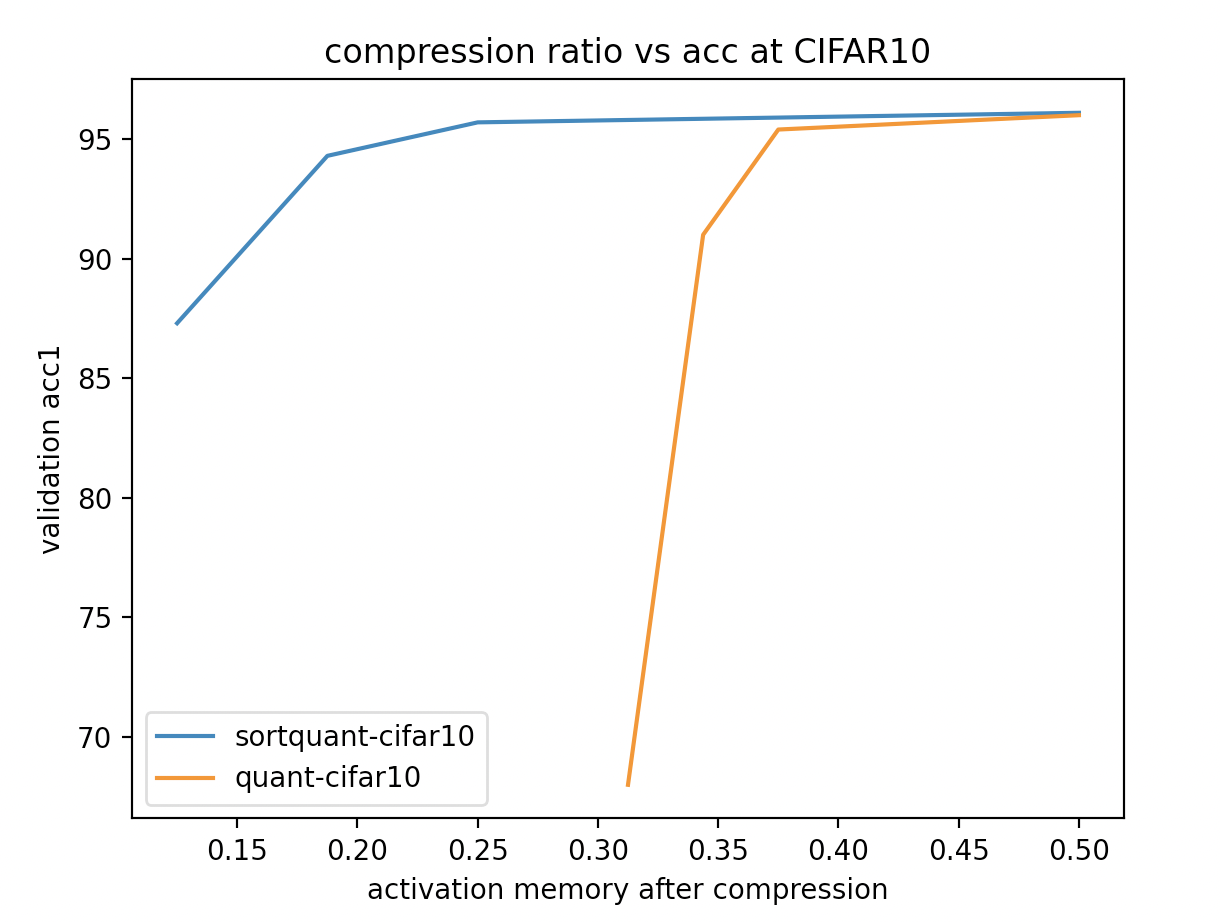 compression ratio vs acc at CIFAR10
95
90
85
80
75
70
validation acc1
sortquant-cifar10
quant-cifar10
0.15 0.20 0.25 0.30 0.35 0.40 0.45 0.50
activation memory after compression